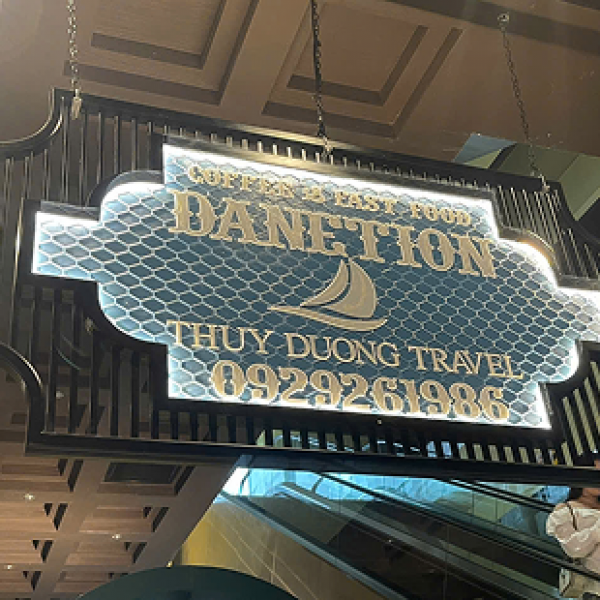 COFFEE & FAST FOOD
DANETION
THUY DUONG TRAVEL
0929261986